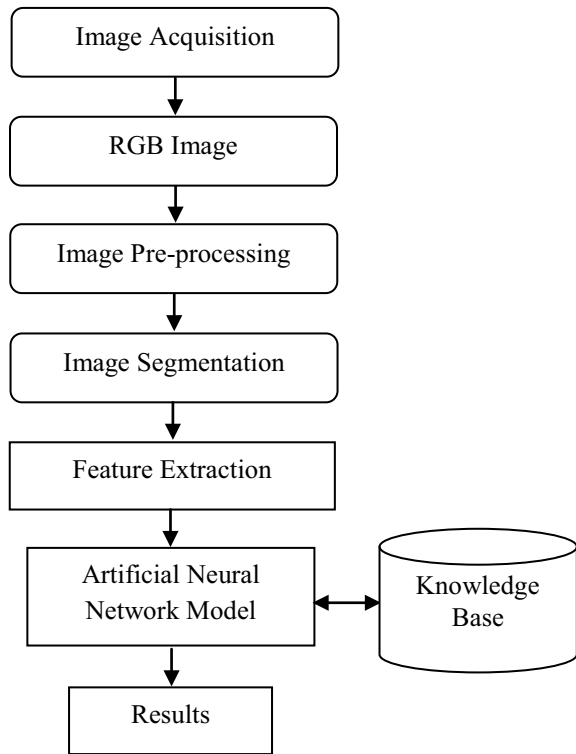 Image Acquisition
RGB Image
Image Pre-processing
Image Segmentation
Feature Extraction
Artificial Neural
Network Model
Knowledge
Base
Results